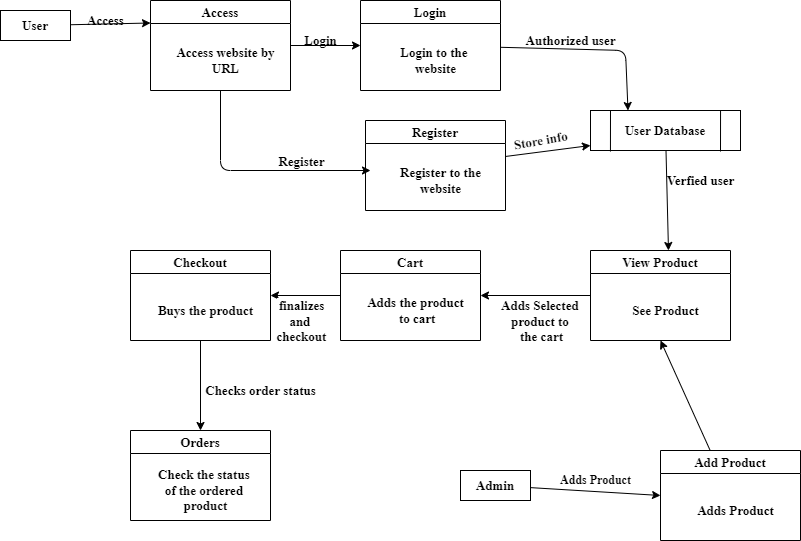 User
Access
Access
Access website by
URL
Login
Login
Login to the
website
Authorized user
User Database
Register
Register
Register to the
website
Store info
Verfied user
View Product
See Product
Adds Selected
product to
the cart
Cart
Adds the product
to cart
finalizes
and
checkout
Checkout
Buys the product
Checks order status
Orders
Check the status
of the ordered
product
Admin
Adds Product
Add Product
Adds Product